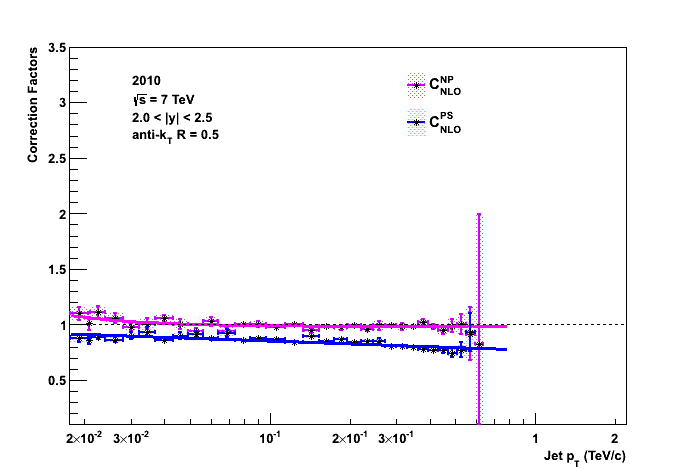 Correction Factors
3.5
3
2.5
2
1.5
1
0.5
2010
√s = 7 TeV
2.0 < |y| < 2.5
anti-k_T R = 0.5
C^NP_NLO
C^PS_NLO
2×10⁻² 3×10⁻² 10⁻¹ 2×10⁻¹ 3×10⁻¹ 1 2
Jet p_T (TeV/c)